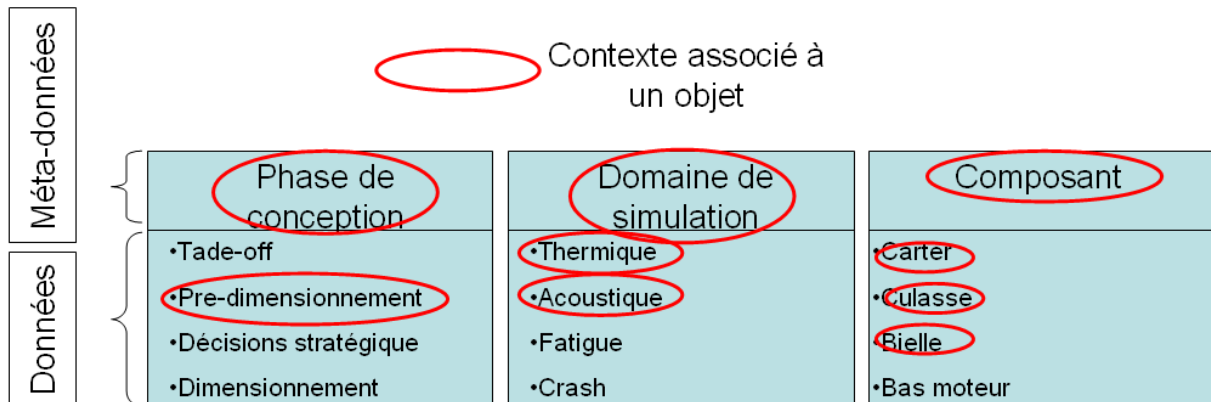 Méta-données
Contexte associé à
un objet
Phase de
conception
Domaine de
simulation
Composant
Données
•Tade-off
•Pre-dimensionnement
•Décisions stratégique
•Dimensionnement
•Thermique
•Acoustique
•Fatigue
•Crash
•Carter
•Culasse
•Bielle
•Bas moteur